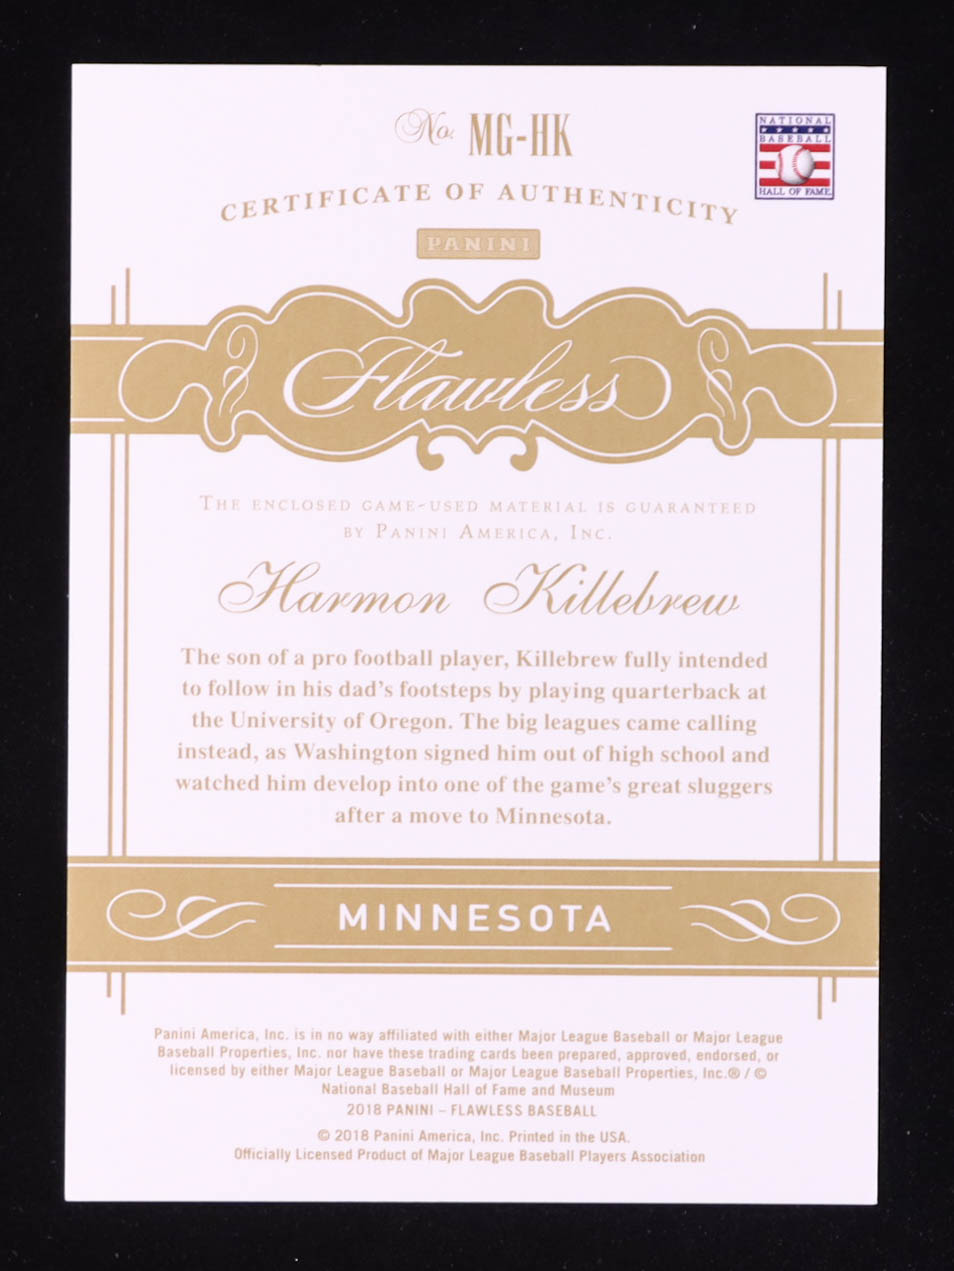 No. MG-HK
NATIONAL
BASEBALL
HALL OF FAME
CERTIFICATE OF AUTHENTICITY
PANINI
Flawless
THE ENCLOSED GAME-USED MATERIAL IS GUARANTEED
BY PANINI AMERICA, INC.
Harmon Killebrew
The son of a pro football player, Killebrew fully intended
to follow in his dad's footsteps by playing quarterback at
the University of Oregon. The big leagues came calling
instead, as Washington signed him out of high school and
watched him develop into one of the game's great sluggers
after a move to Minnesota.
MINNESOTA
Panini America, Inc. is in no way affiliated with either Major League Baseball or Major League
Baseball Properties, Inc. nor have these trading cards been prepared, approved, endorsed, or
licensed by either Major League Baseball or Major League Baseball Properties, Inc.® / ©
National Baseball Hall of Fame and Museum
2018 PANINI – FLAWLESS BASEBALL
© 2018 Panini America, Inc. Printed in the USA.
Officially Licensed Product of Major League Baseball Players Association